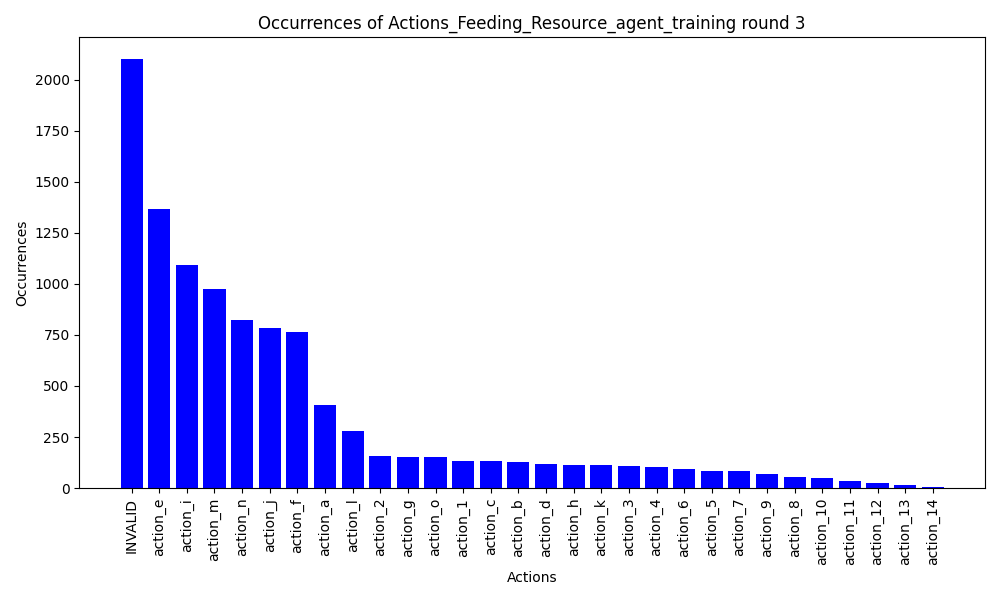 Occurrences of Actions_Feeding_Resource_agent_training round 3
Occurrences
2000
1750
1500
1250
1000
750
500
250
0
INVALID
action_e
action_i
action_m
action_n
action_j
action_f
action_a
action_l
action_2
action_g
action_o
action_1
action_c
action_b
action_d
action_h
action_k
action_3
action_4
action_6
action_5
action_7
action_9
action_8
action_10
action_11
action_12
action_13
action_14
Actions